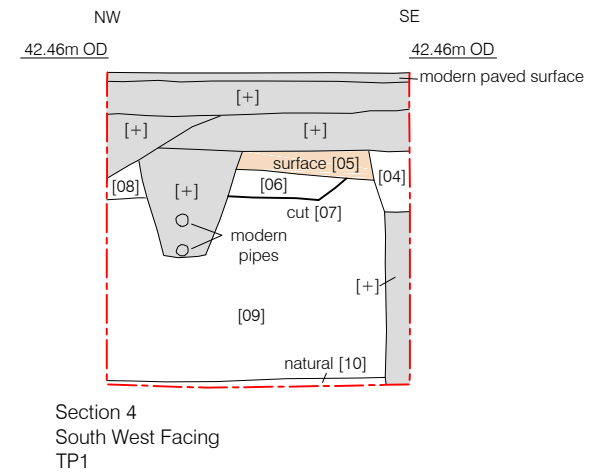 NW
SE
42.46m OD
42.46m OD
modern paved surface
[+]
[+]
[+]
surface [05]
[08]
[+]
[06]
[04]
cut [07]
modern
pipes
[+]
[09]
natural [10]
Section 4
South West Facing
TP1